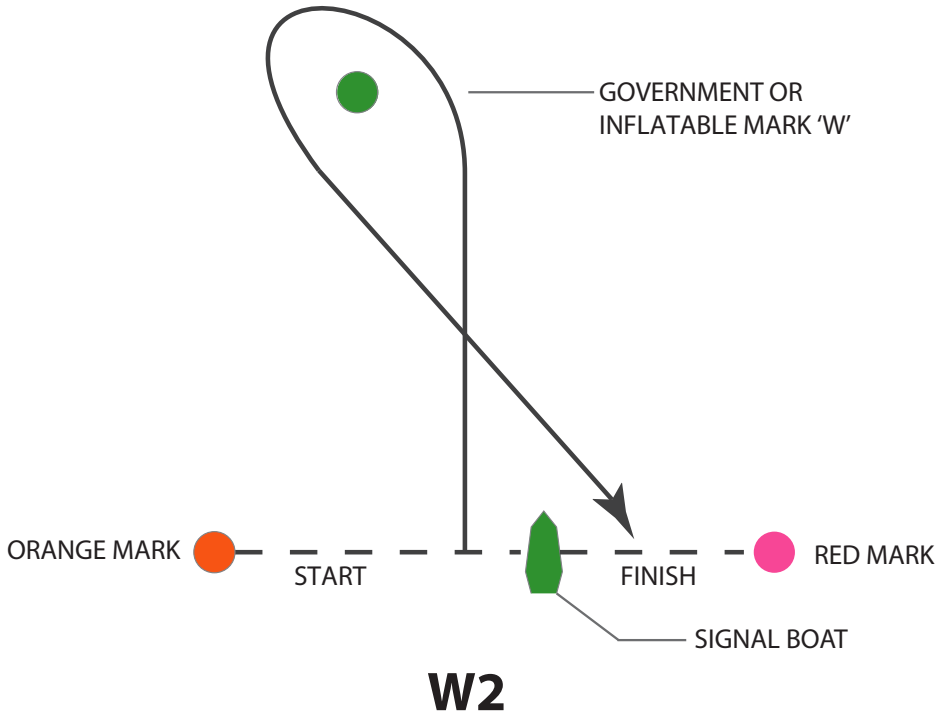 GOVERNMENT OR
INFLATABLE MARK ‘W’
ORANGE MARK
START
FINISH
RED MARK
SIGNAL BOAT
W2